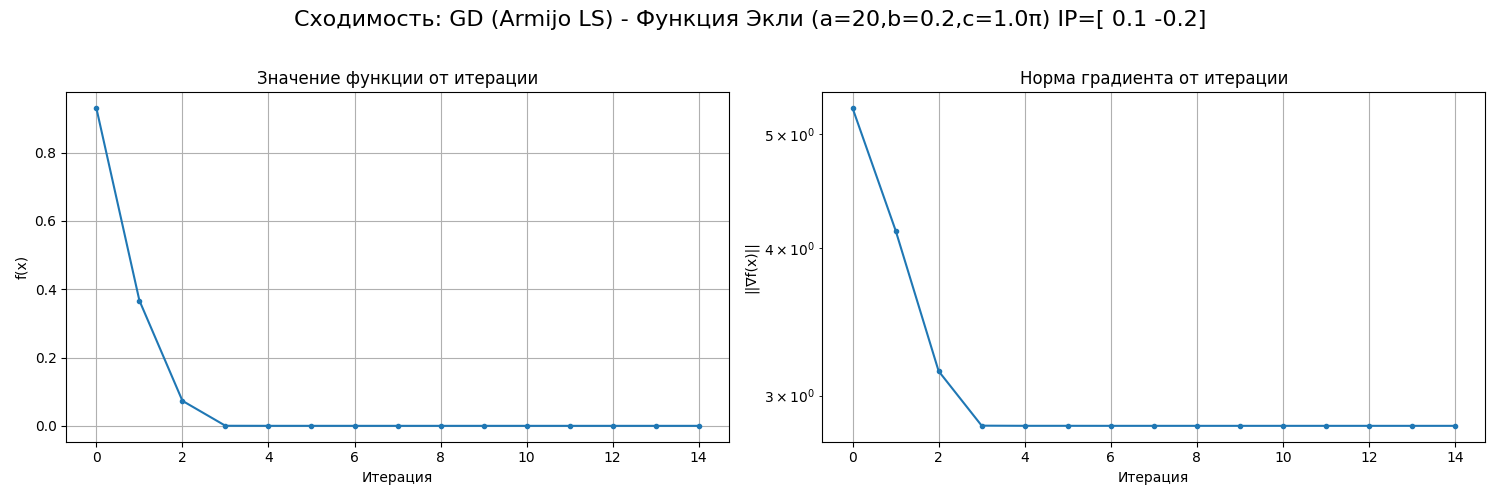 Сходимость: GD (Armijo LS) - Функция Экли (a=20,b=0.2,c=1.0π) IP=[ 0.1 -0.2]
Значение функции от итерации
0.8
0.6
0.4
0.2
0.0
f(x)
0 2 4 6 8 10 12 14
Итерация
Норма градиента от итерации
5 × 10⁰
4 × 10⁰
3 × 10⁰
||∇f(x)||
0 2 4 6 8 10 12 14
Итерация